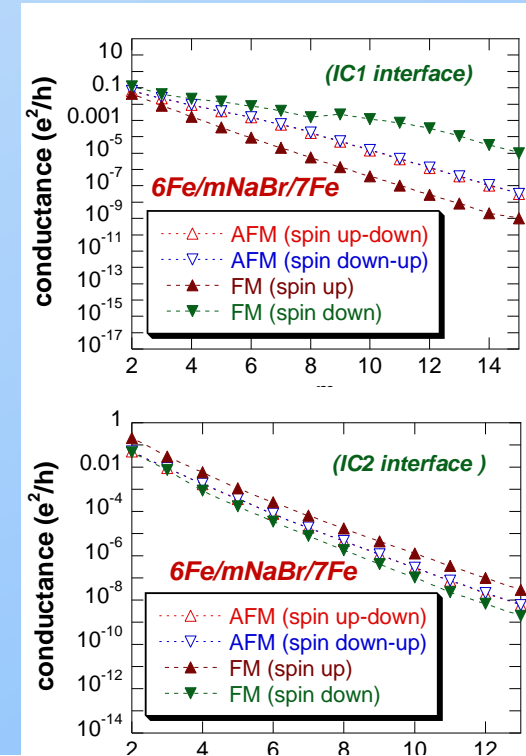 10
0.1
0.001
10^-5
10^-7
10^-9
10^-11
10^-13
10^-15
10^-17
conductance (e^2/h)
(IC1 interface)
6Fe/mNaBr/7Fe
AFM (spin up-down)
AFM (spin down-up)
FM (spin up)
FM (spin down)
2 4 6 8 10 12 14
1
0.01
10^-4
10^-6
10^-8
10^-10
10^-12
10^-14
conductance (e^2/h)
(IC2 interface )
6Fe/mNaBr/7Fe
AFM (spin up-down)
AFM (spin down-up)
FM (spin up)
FM (spin down)
2 4 6 8 10 12